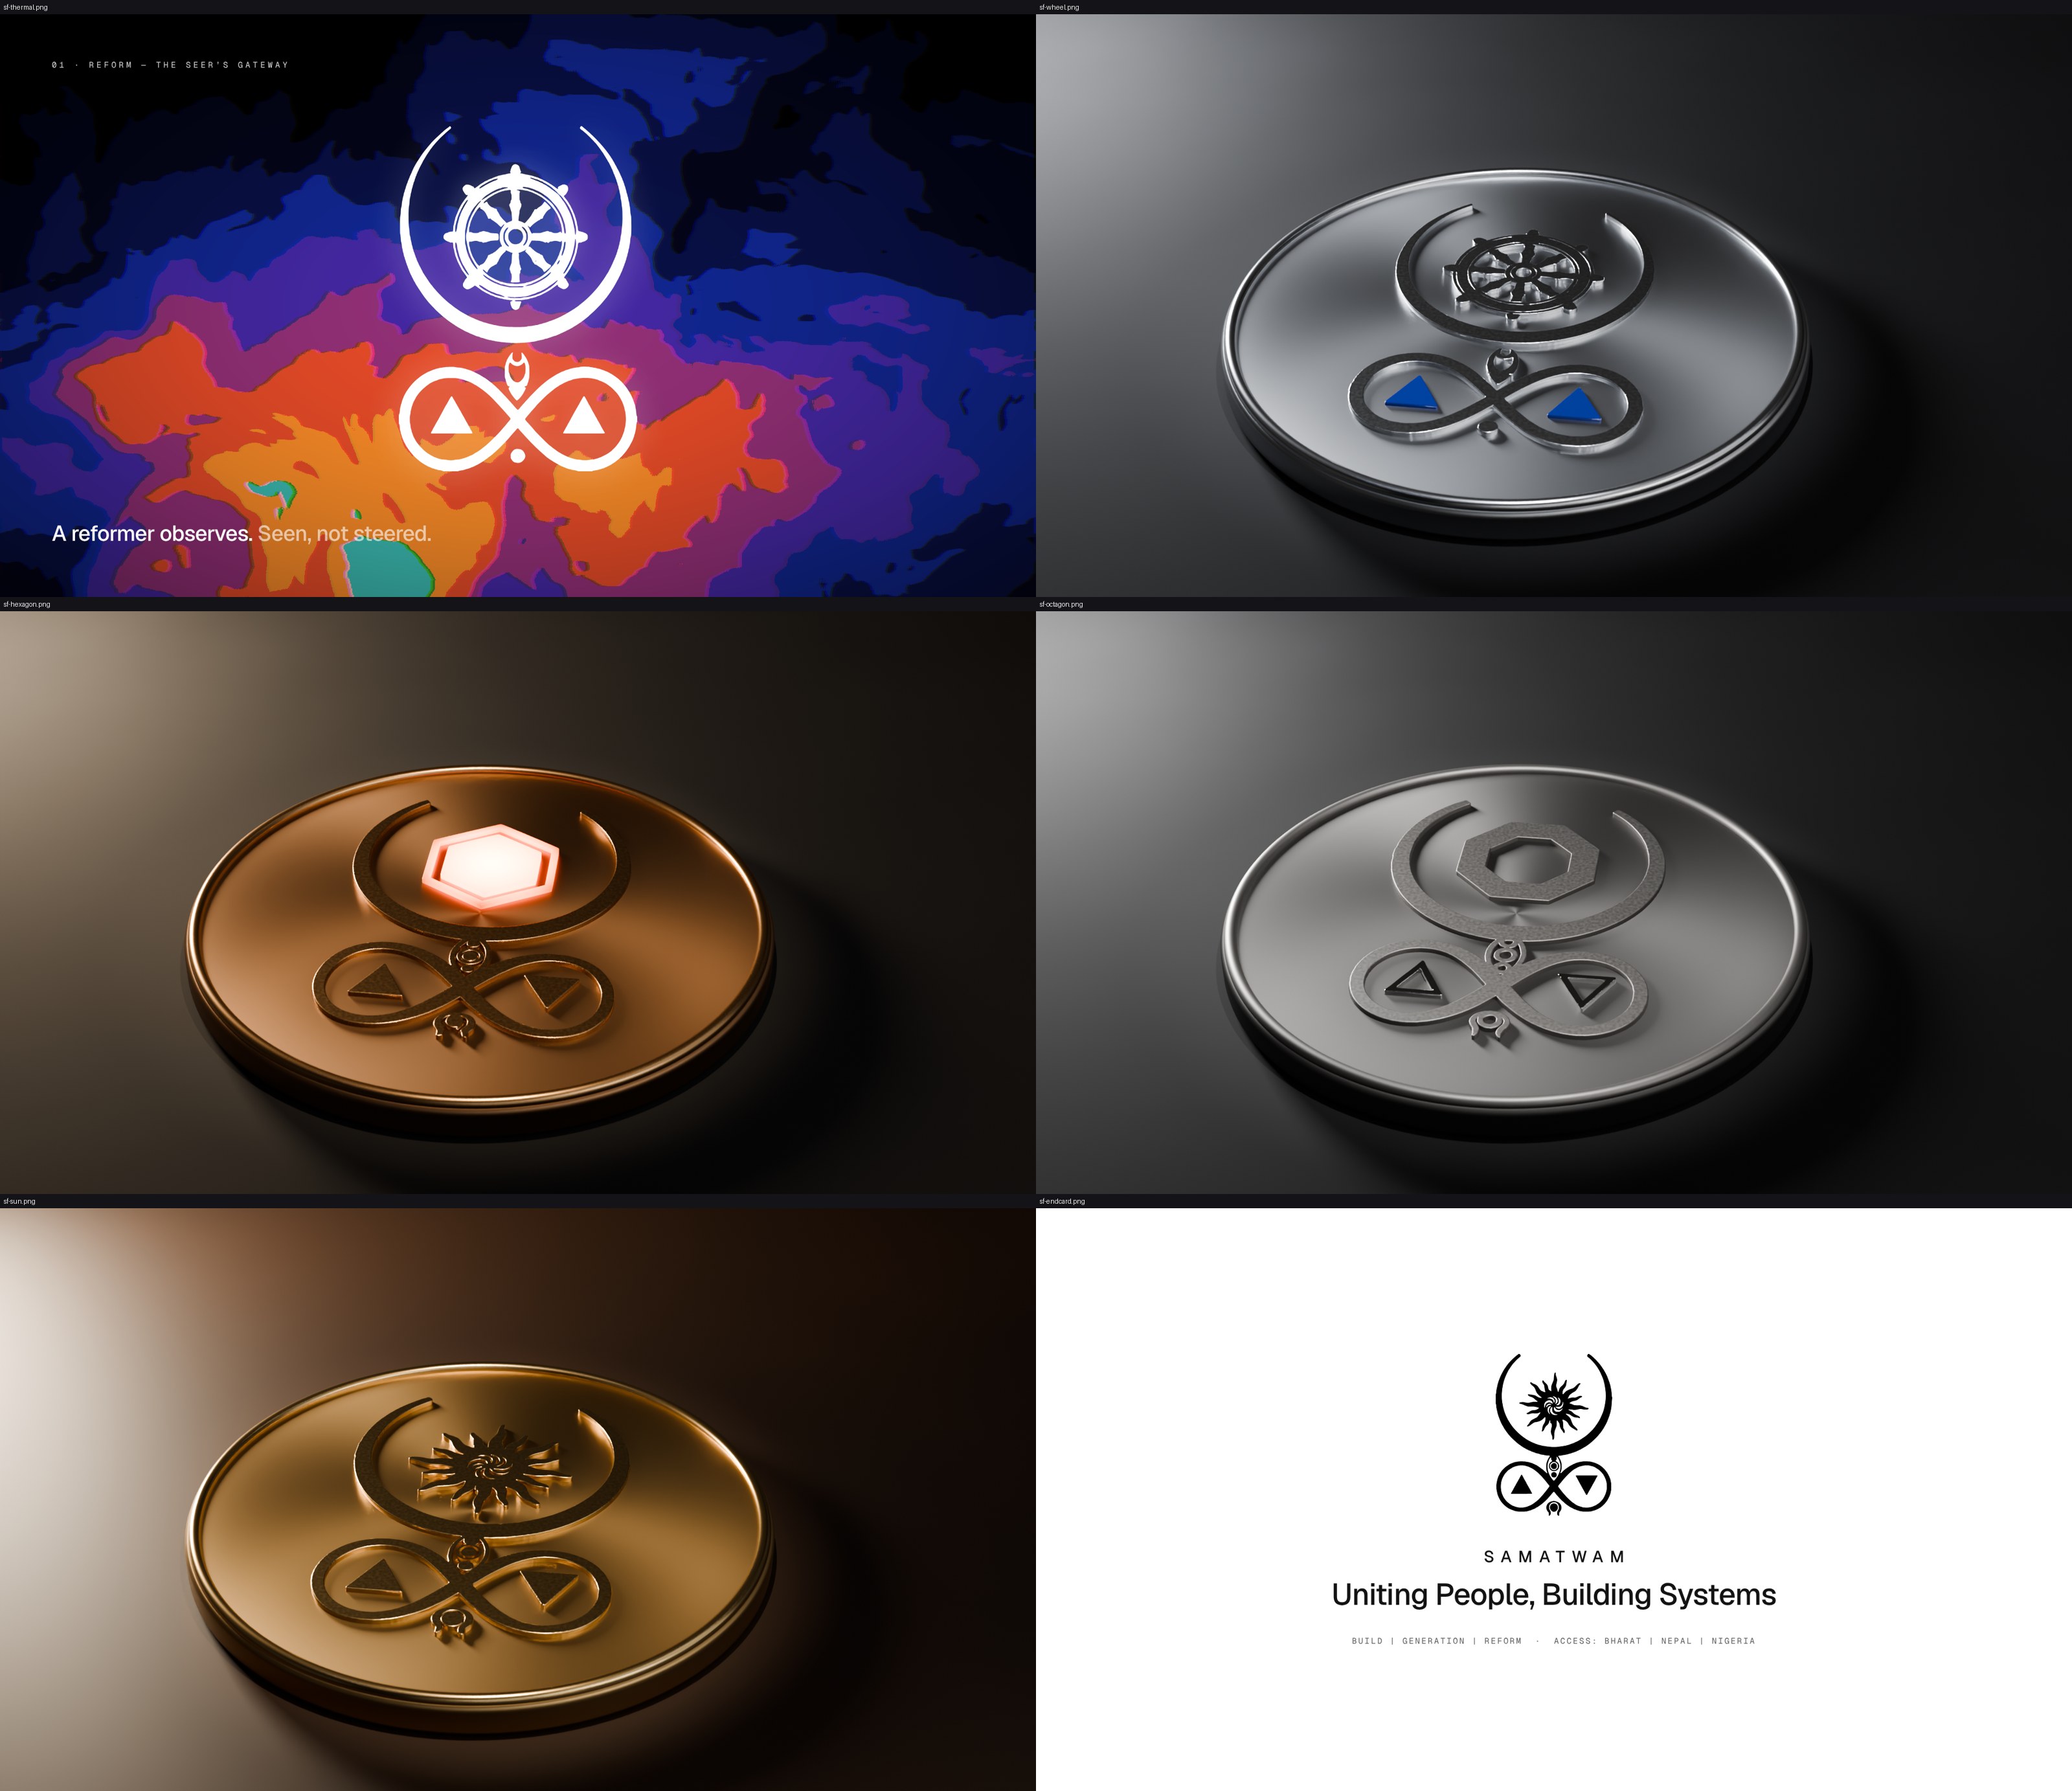 sf-thermal.png
sf-wheel.png
01 · REFORM — THE SEER'S GATEWAY
A reformer observes. Seen, not steered.
sf-hexagon.png
sf-octagon.png
sf-sun.png
sf-endcard.png
SAMATWAM
Uniting People, Building Systems
BUILD | GENERATION | REFORM · ACCESS: BHARAT | NEPAL | NIGERIA